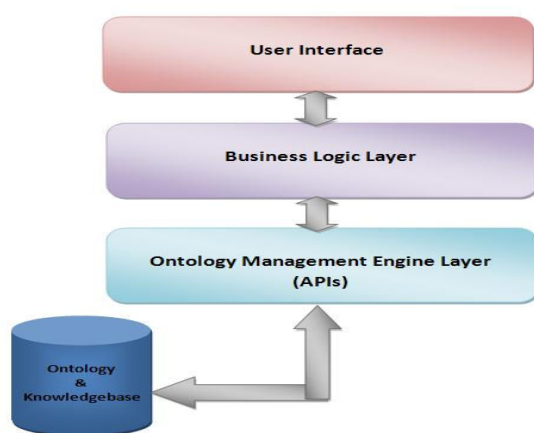 User Interface
Business Logic Layer
Ontology Management Engine Layer
(APIs)
Ontology
&
Knowledgebase